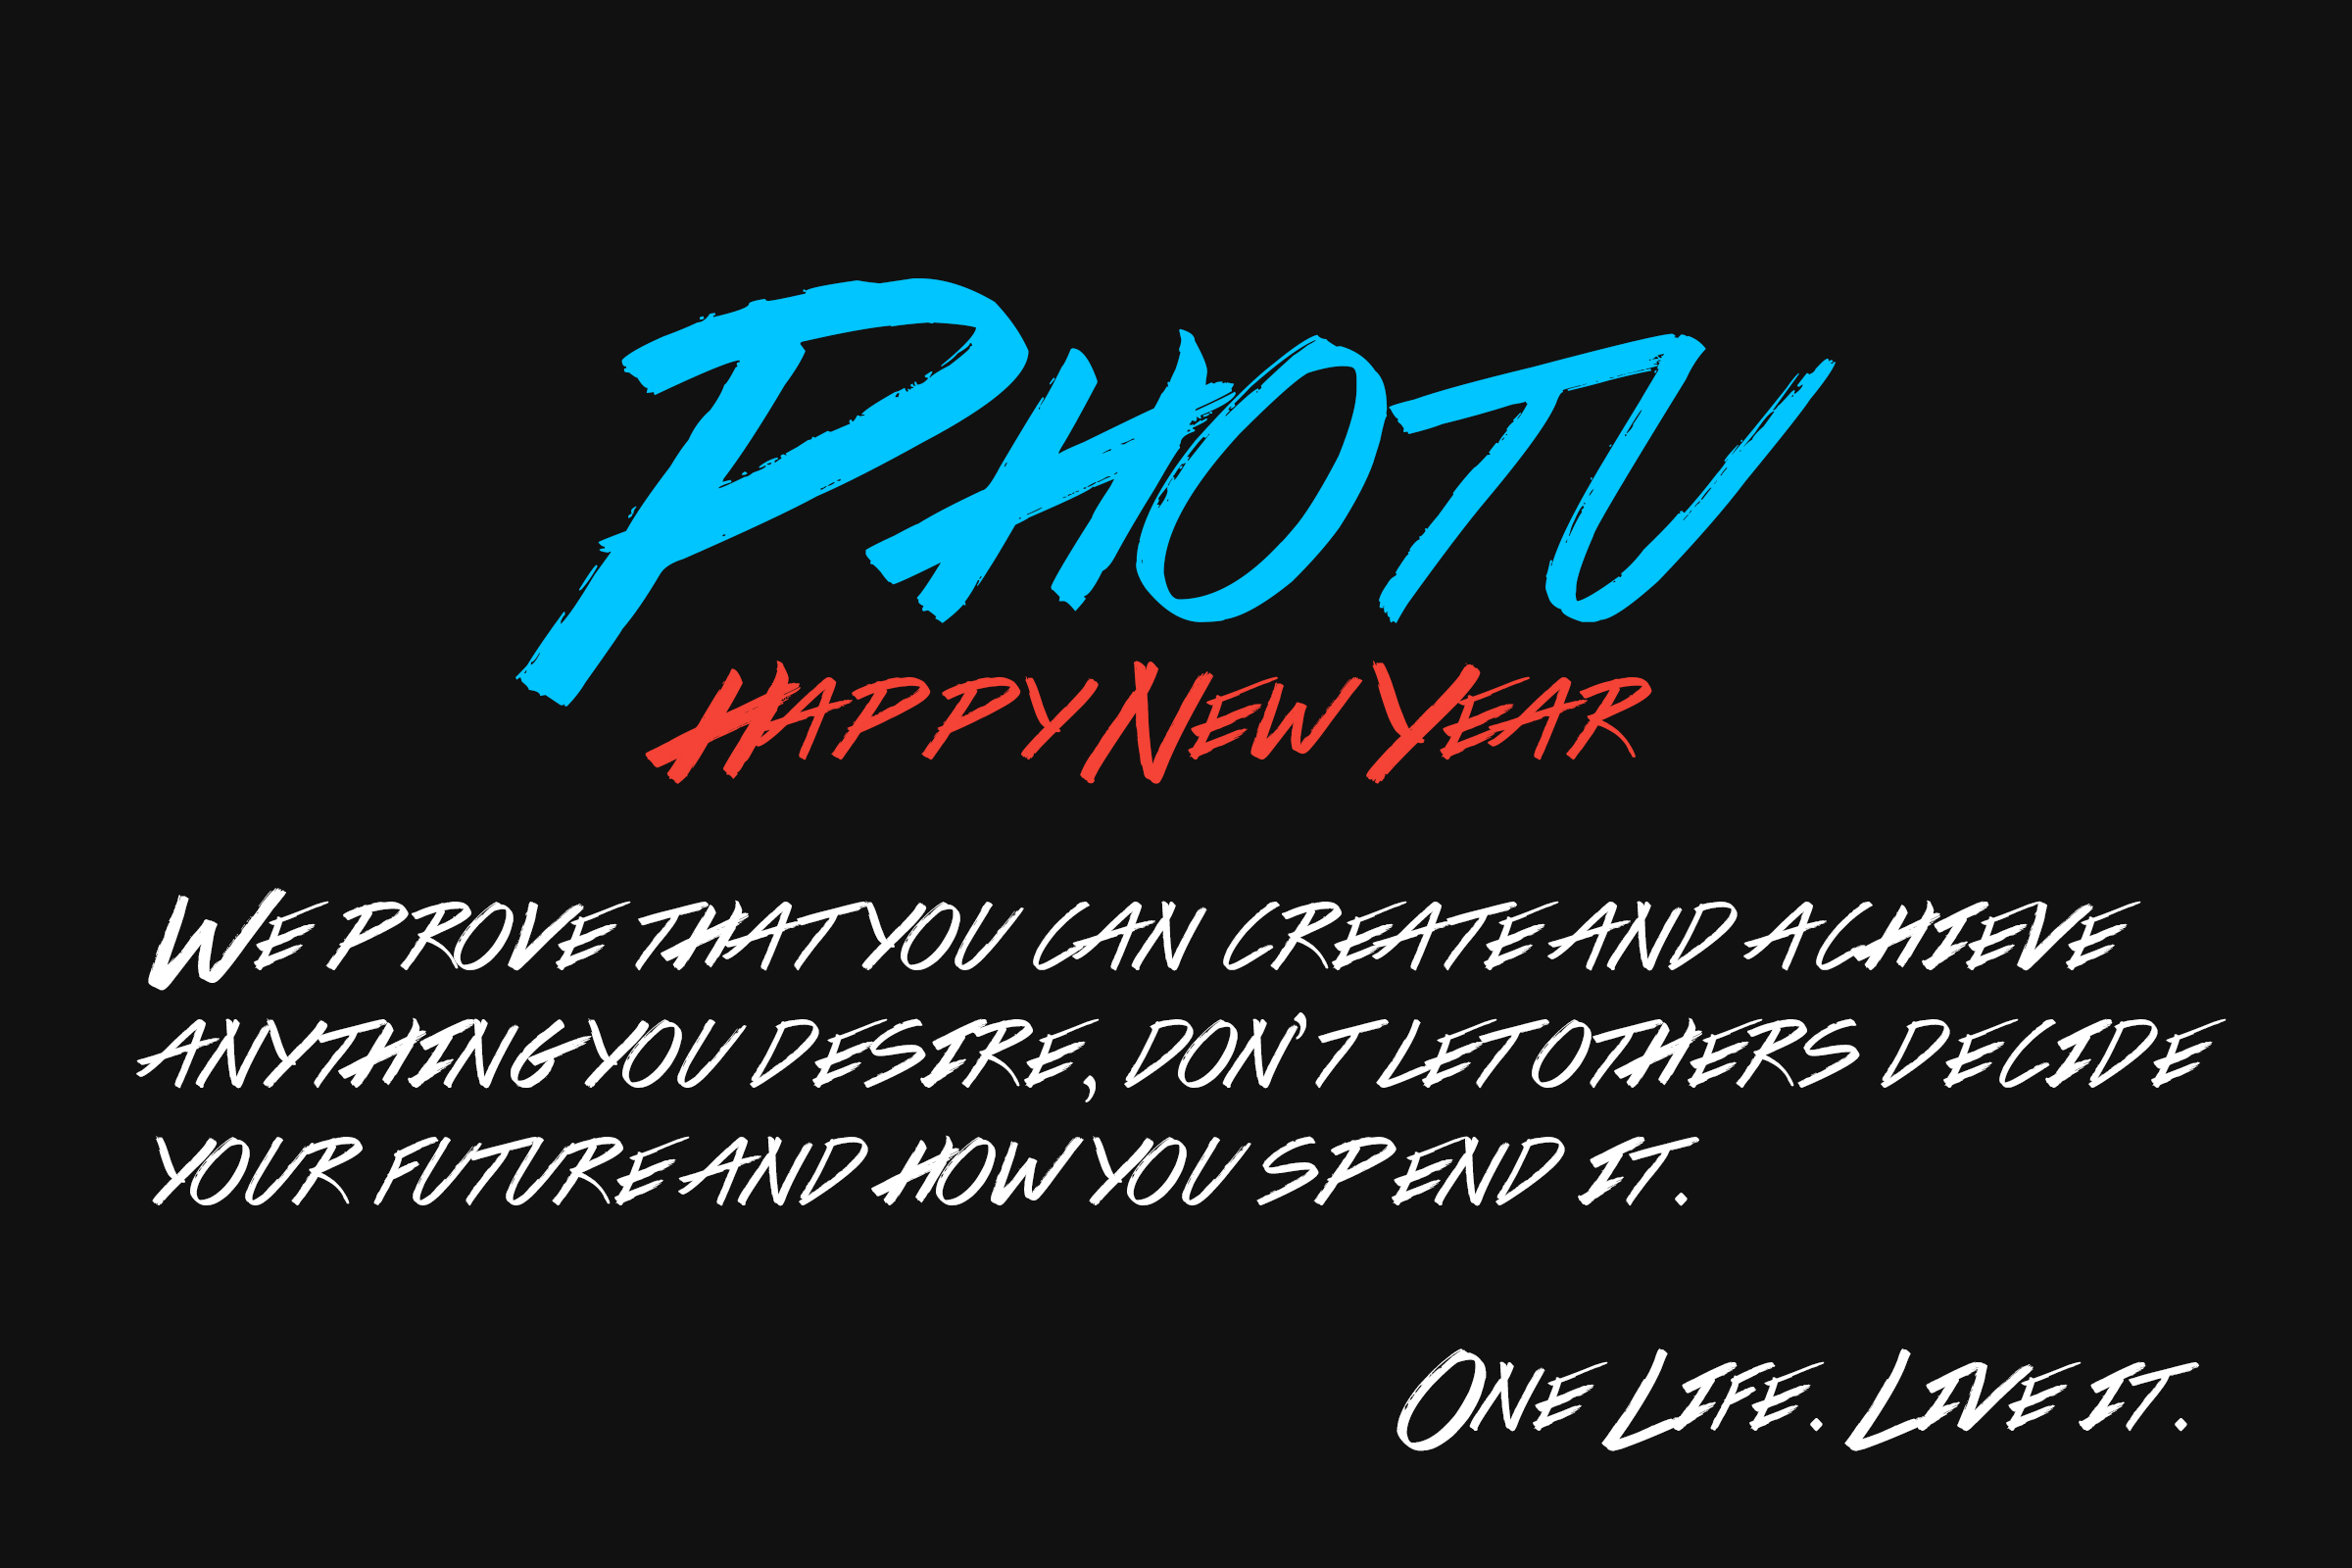 PHOTU
HAPPY NEW YEAR
WE PROVE THAT YOU CAN CREATE AND ACHIEVE
ANYTHING YOU DESIRE, DON'T LET OTHERS DECIDE
YOUR FUTURE AND HOW YOU SPEND IT.
ONE LIFE. LIVE IT.